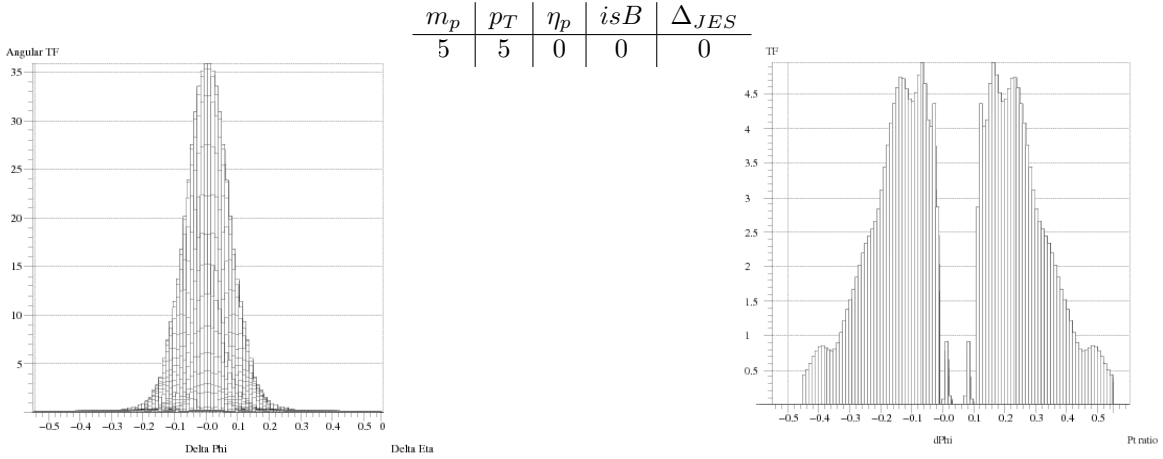 m_p p_T η_p isB Δ_JES
5 5 0 0 0
Angular TF
35
30
25
20
15
10
5
−0.5 −0.4 −0.3 −0.2 −0.1 −0.0 0.1 0.2 0.3 0.4 0.5 0
Delta Phi Delta Eta
TF
4.5
4
3.5
3
2.5
2
1.5
1
0.5
−0.5 −0.4 −0.3 −0.2 −0.1 −0.0 0.1 0.2 0.3 0.4 0.5
dPhi Pt ratio